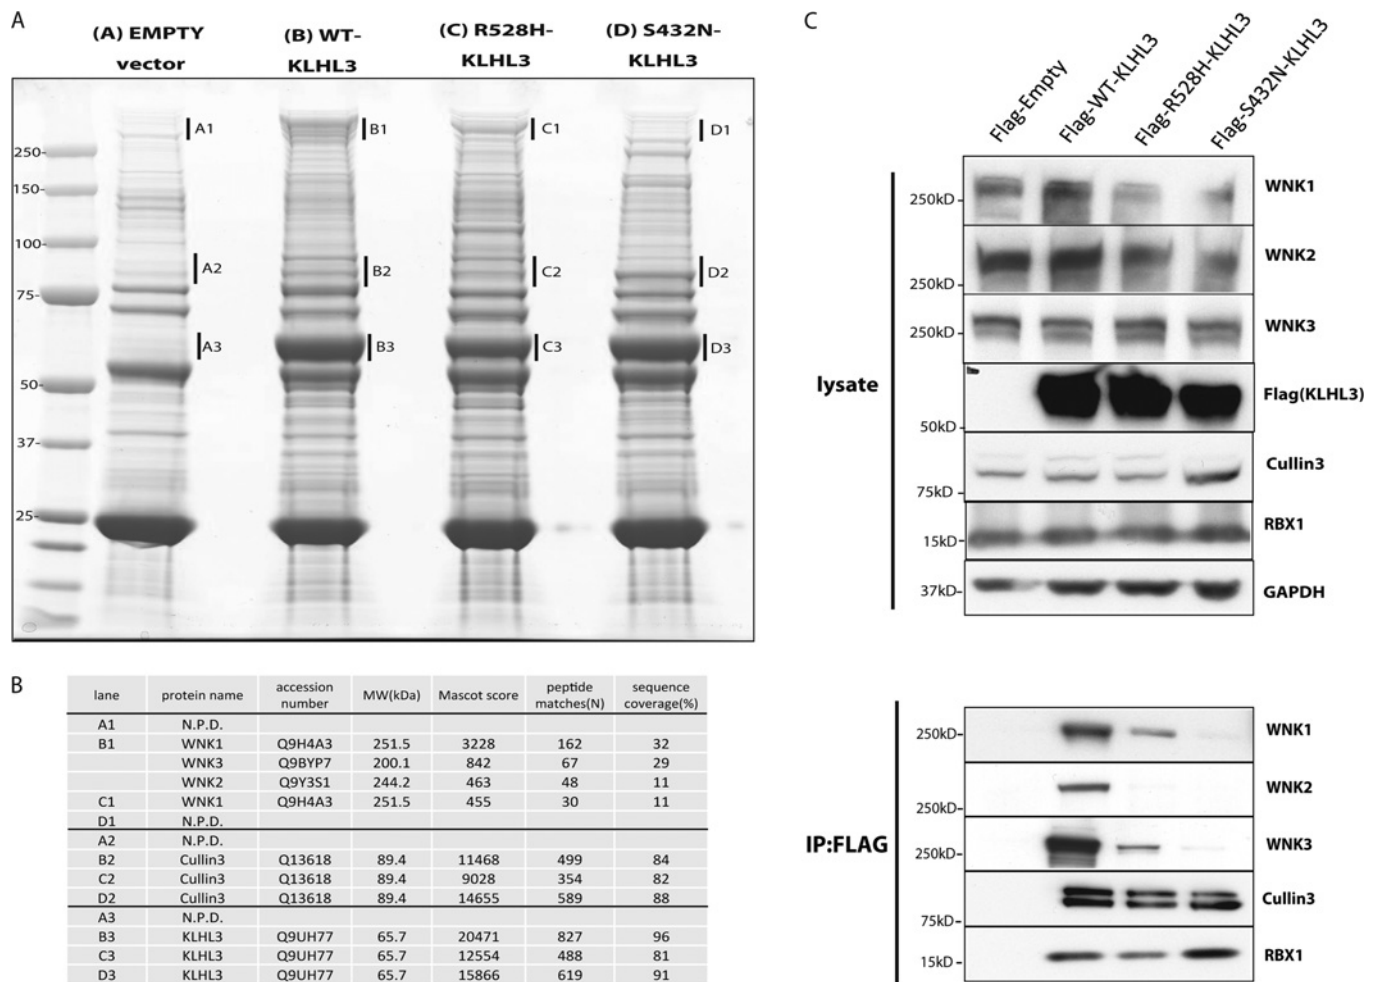 A
(A) EMPTY vector
(B) WT-KLHL3
(C) R528H-KLHL3
(D) S432N-KLHL3
250-
150-
100-
75-
50-
37-
25-
A1
B1
C1
D1
A2
B2
C2
D2
A3
B3
C3
D3
B
lane protein name accession number MW(kDa) Mascot score peptide matches(N) sequence coverage(%)
A1 N.P.D.
B1 WNK1 Q9H4A3 251.5 3228 162 32
WNK3 Q9BYP7 200.1 842 67 29
WNK2 Q9Y3S1 244.2 463 48 11
C1 WNK1 Q9H4A3 251.5 455 30 11
D1 N.P.D.
A2 N.P.D.
B2 Cullin3 Q13618 89.4 11468 499 84
C2 Cullin3 Q13618 89.4 9028 354 82
D2 Cullin3 Q13618 89.4 14655 589 88
A3 N.P.D.
B3 KLHL3 Q9UH77 65.7 20471 827 96
C3 KLHL3 Q9UH77 65.7 12554 488 81
D3 KLHL3 Q9UH77 65.7 15866 619 91
C
Flag-Empty
Flag-WT-KLHL3
Flag-R528H-KLHL3
Flag-S432N-KLHL3
lysate
250kD- WNK1
250kD- WNK2
250kD- WNK3
50kD- Flag(KLHL3)
75kD- Cullin3
15kD- RBX1
37kD- GAPDH
IP:FLAG
250kD- WNK1
250kD- WNK2
250kD- WNK3
75kD- Cullin3
15kD- RBX1